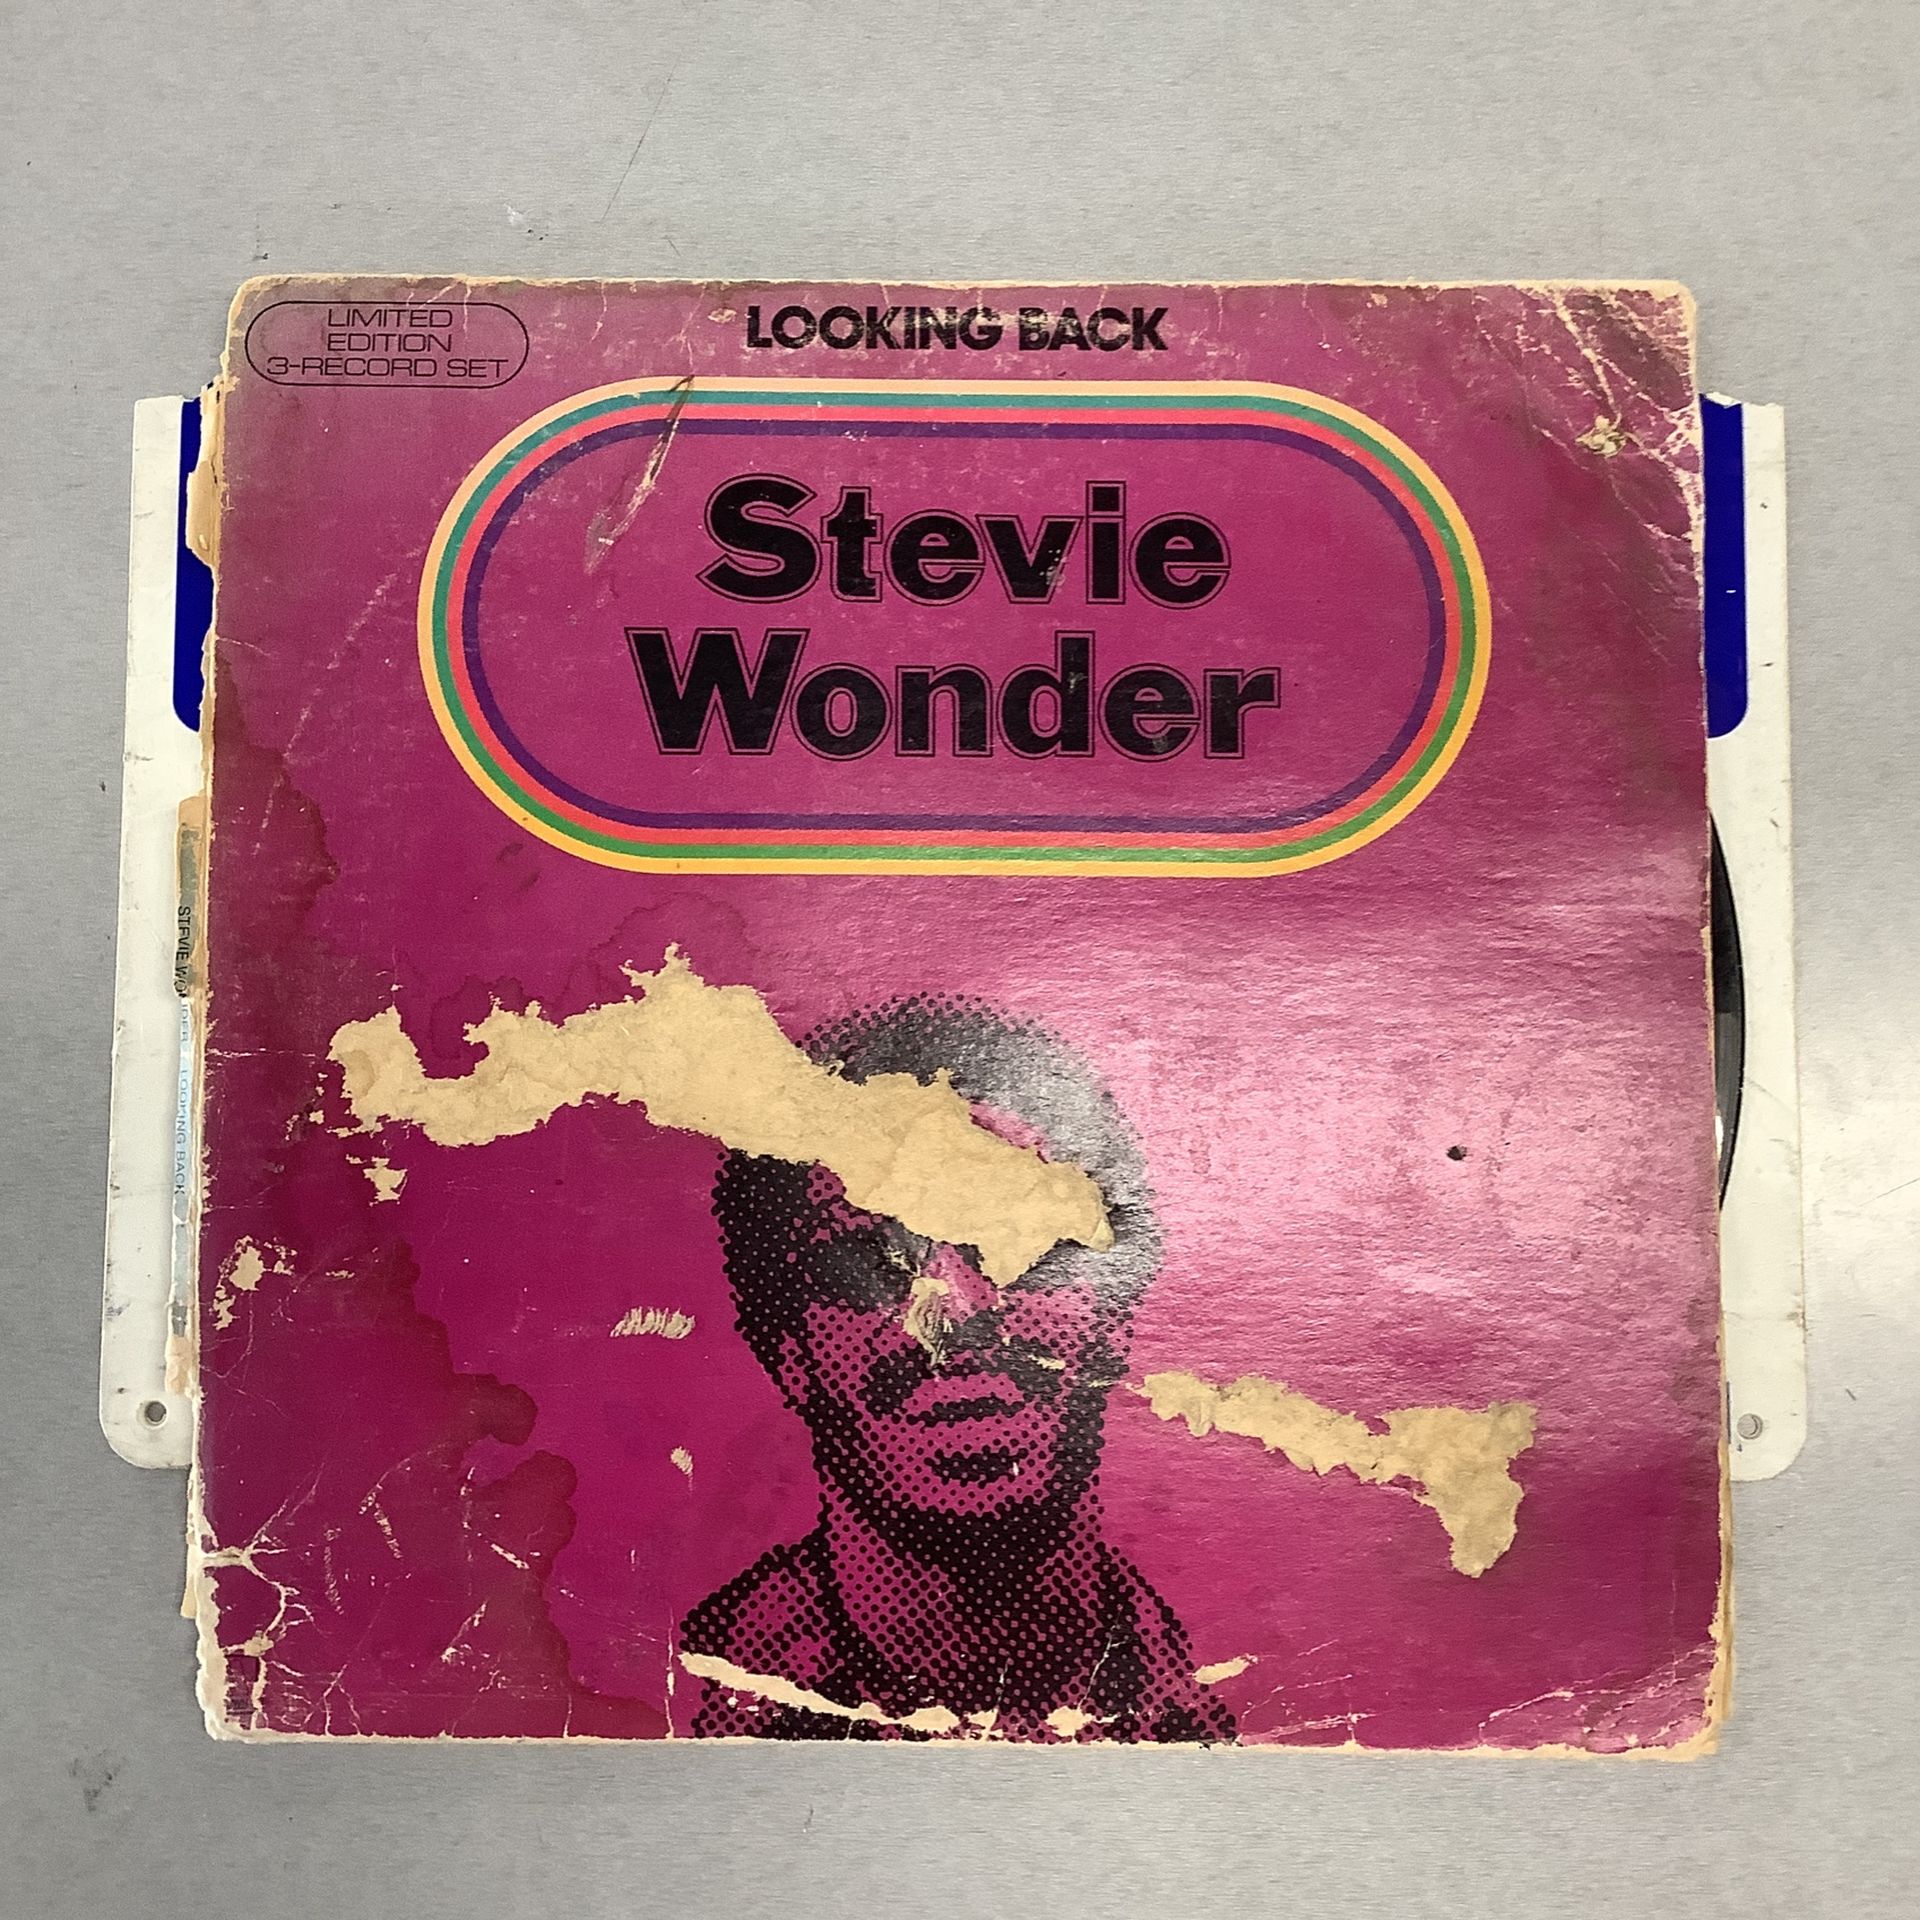 LIMITED
EDITION
3-RECORD SET
LOOKING BACK
Stevie
Wonder
STEVIE WONDER / LOOKING BACK